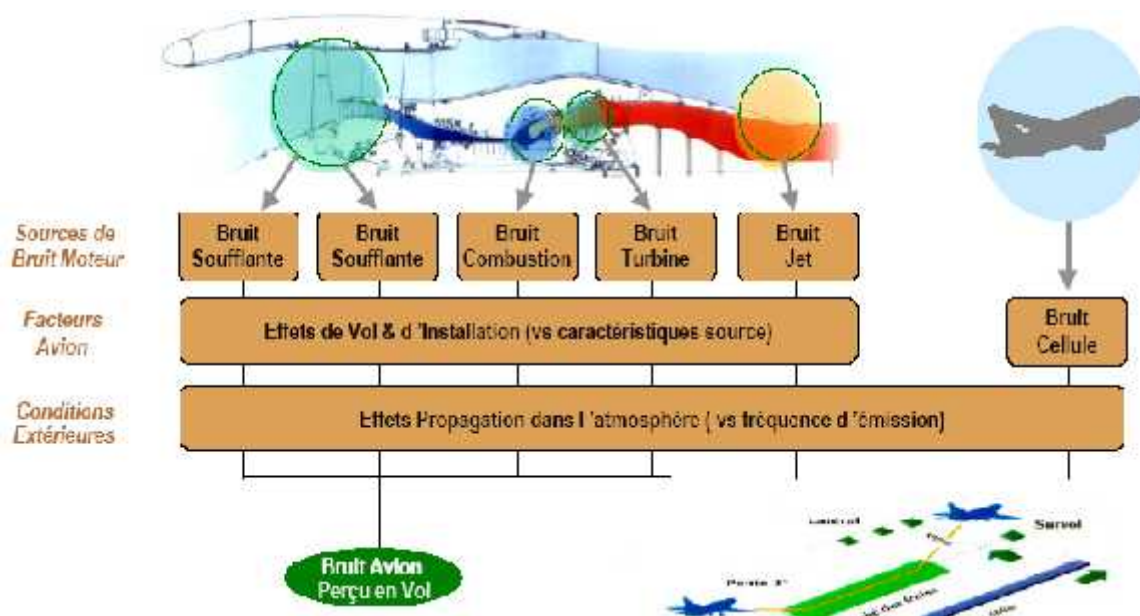 Sources de
Bruit Moteur
Bruit
Soufflante
Bruit
Soufflante
Bruit
Combustion
Bruit
Turbine
Bruit
Jet
Facteurs
Avion
Effets de Vol & d 'Installation (vs caractéristiques source)
Bruit
Cellule
Conditions
Extérieures
Effets Propagation dans l 'atmosphère ( vs fréquence d 'émission)
Bruit Avion
Perçu en Vol
Survol